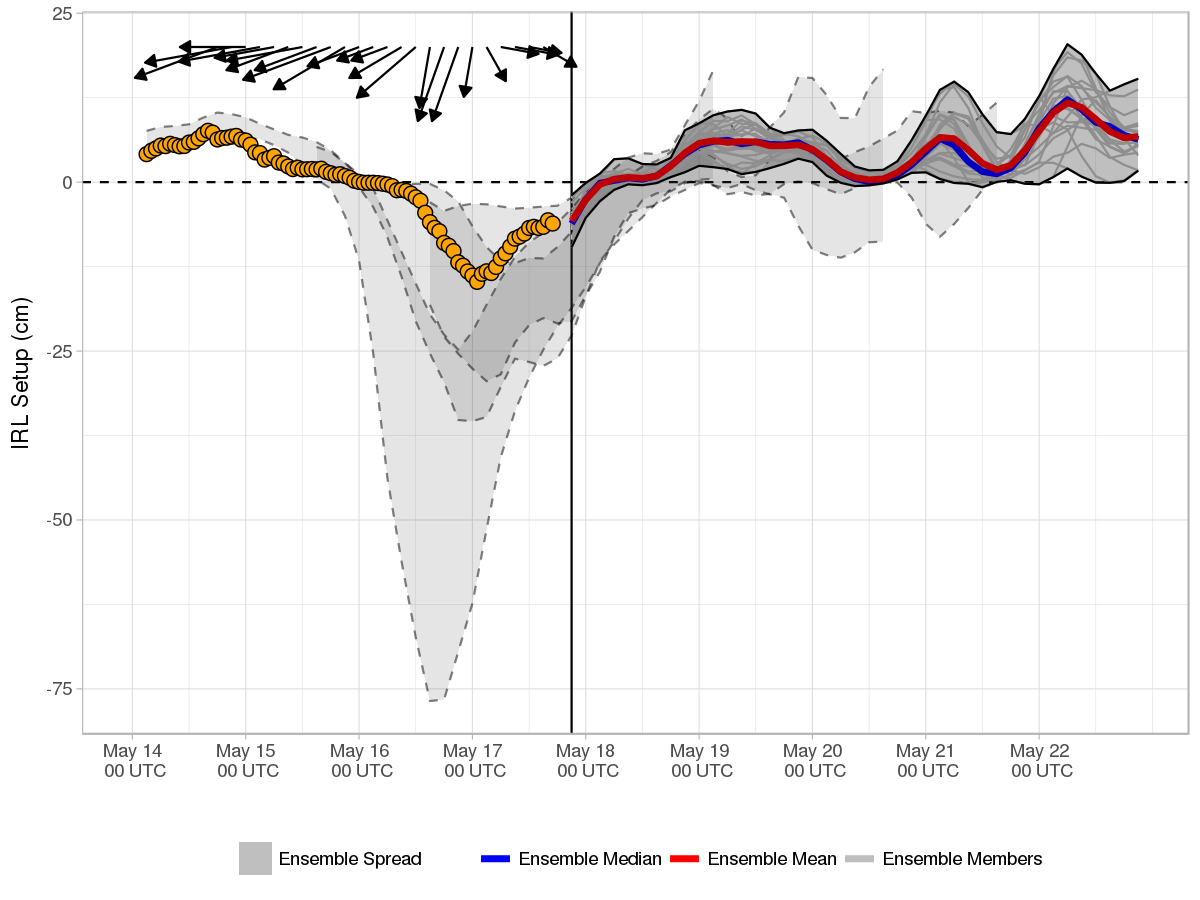 25
0
-25
-50
-75
IRL Setup (cm)
May 14 May 15 May 16 May 17 May 18 May 19 May 20 May 21 May 22
00 UTC 00 UTC 00 UTC 00 UTC 00 UTC 00 UTC 00 UTC 00 UTC 00 UTC
Ensemble Spread Ensemble Median Ensemble Mean Ensemble Members